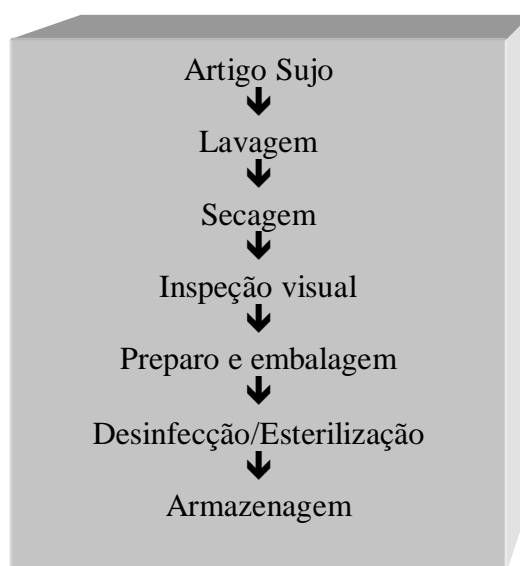 Artigo Sujo
Lavagem
Secagem
Inspeção visual
Preparo e embalagem
Desinfecção/Esterilização
Armazenagem